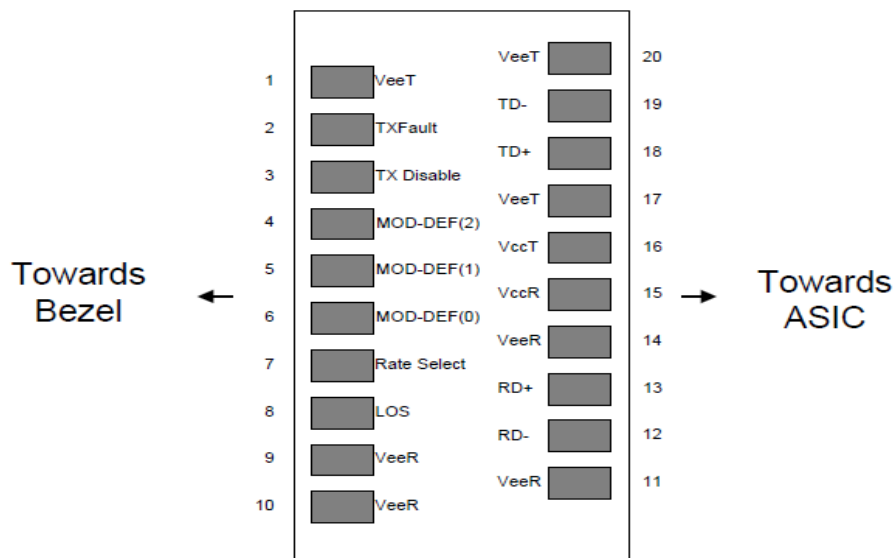 VeeT 20
1 VeeT
TD- 19
2 TXFault
TD+ 18
3 TX Disable
VeeT 17
4 MOD-DEF(2)
VccT 16
5 MOD-DEF(1)
Towards
Bezel
VccR 15
Towards
ASIC
6 MOD-DEF(0)
VeeR 14
7 Rate Select
RD+ 13
8 LOS
RD- 12
9 VeeR
VeeR 11
10 VeeR